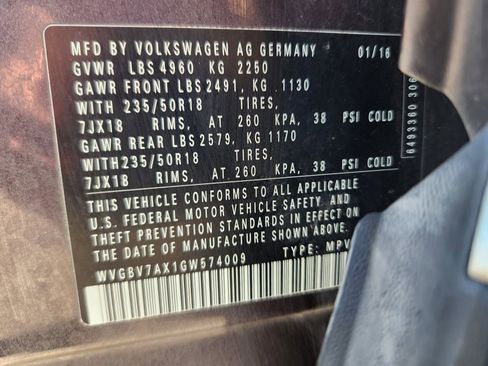 MFD BY VOLKSWAGEN AG GERMANY 01/16
GVWR LBS 4960 KG 2250
GAWR FRONT LBS 2491, KG 1130
WITH 235/50R18 TIRES,
7JX18 RIMS, AT 260 KPA, 38 PSI COLD
GAWR REAR LBS 2579, KG 1170
WITH235/50R18 TIRES,
7JX18 RIMS, AT 260 KPA, 38 PSI COLD
THIS VEHICLE CONFORMS TO ALL APPLICABLE
U.S. FEDERAL MOTOR VEHICLE SAFETY AND
THEFT PREVENTION STANDARDS IN EFFECT ON
THE DATE OF MANUFACTURE SHOWN ABOVE.
WVGBV7AX1GW574009 TYPE: MPV
6493360 306